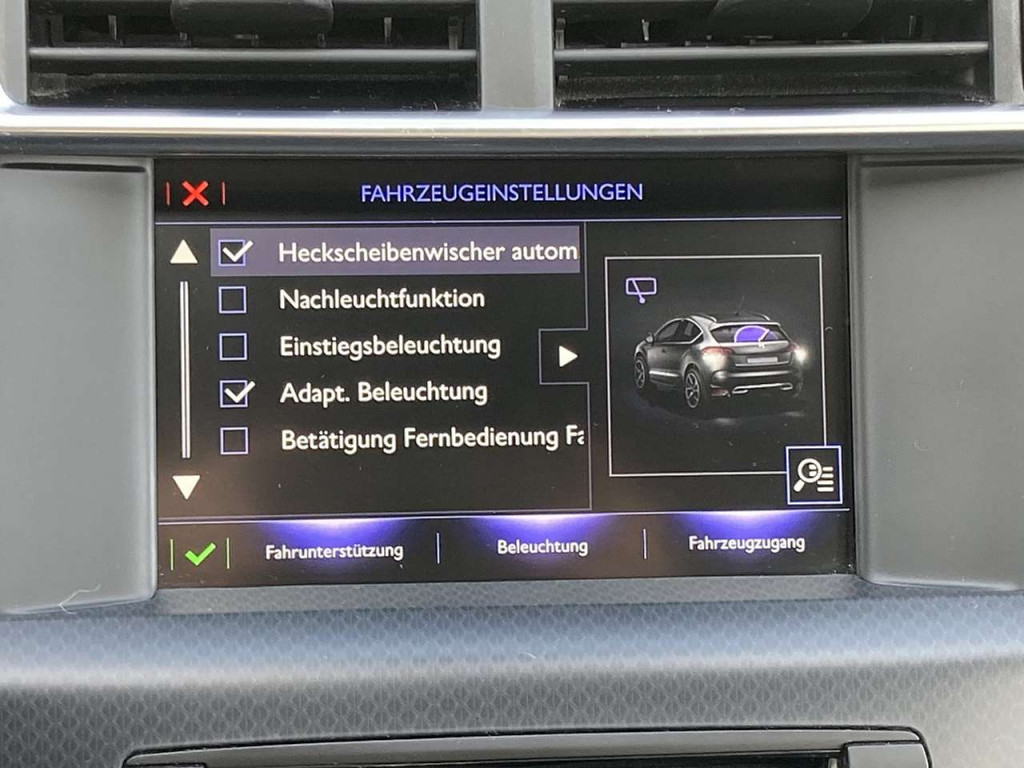 FAHRZEUGEINSTELLUNGEN
Heckscheibenwischer autom
Nachleuchtfunktion
Einstiegsbeleuchtung
Adapt. Beleuchtung
Betätigung Fernbedienung Fa
Fahrunterstützung
Beleuchtung
Fahrzeugzugang